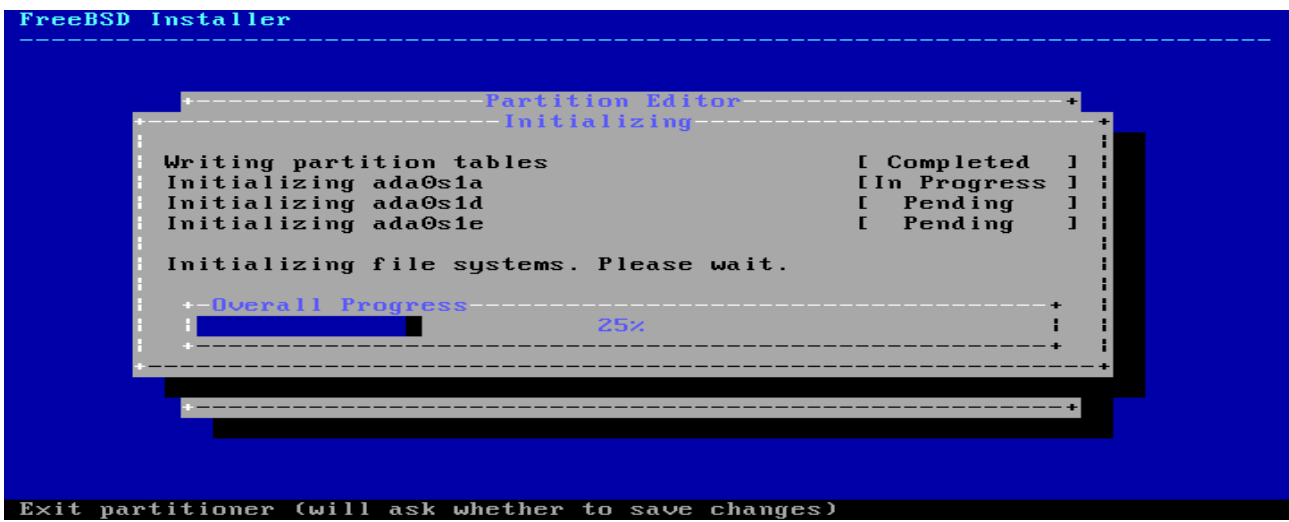 FreeBSD Installer
Partition Editor
Initializing
Writing partition tables [ Completed ]
Initializing ada0s1a [In Progress ]
Initializing ada0s1d [ Pending ]
Initializing ada0s1e [ Pending ]
Initializing file systems. Please wait.
Overall Progress
25%
Exit partitioner (will ask whether to save changes)